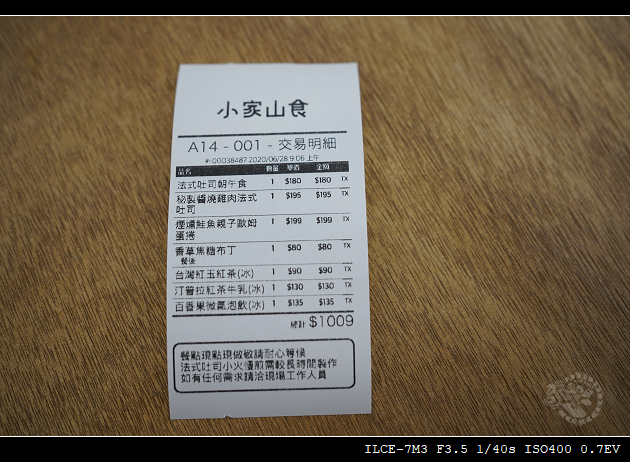 小家山食
A14 - 001 - 交易明細
#-00038487 2020/06/28 9:06 上午
品名 數量 單價 金額
法式吐司朝午食 1 $180 $180 TX
秘製醬燒雞肉法式 1 $195 $195 TX
吐司
煙燻鮭魚親子歐姆 1 $199 $199 TX
蛋捲
香草焦糖布丁 1 $80 $80 TX
餐後
台灣紅玉紅茶(冰) 1 $90 $90 TX
汀普拉紅茶牛乳(冰) 1 $130 $130 TX
百香果微氣泡飲(冰) 1 $135 $135 TX
總計 $1009
餐點現點現做敬請耐心等候
法式吐司小火慢煎需較長時間製作
如有任何需求請洽現場工作人員
ILCE-7M3 F3.5 1/40s ISO400 0.7EV